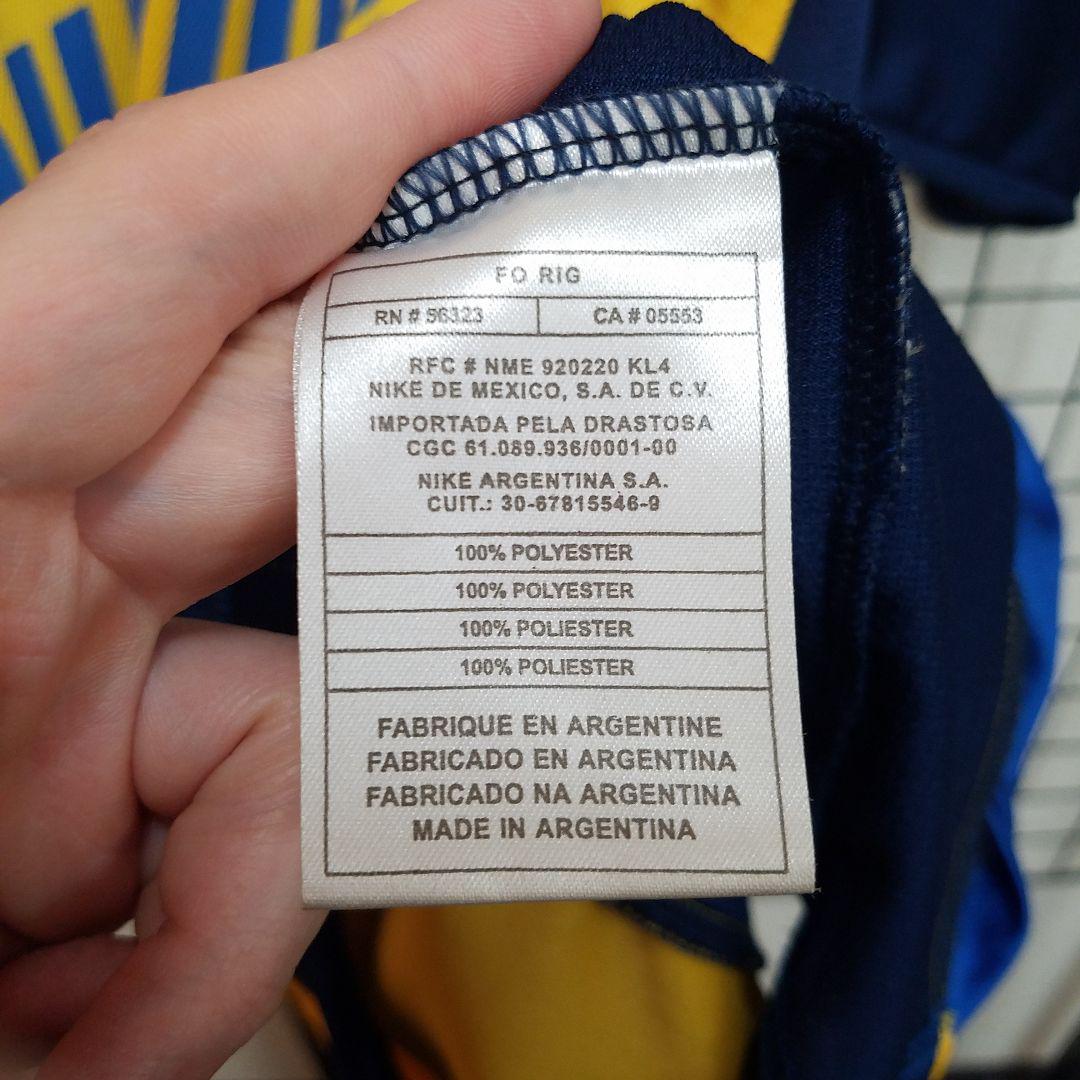 FO RIG
RN # 56323
CA # 05553
RFC # NME 920220 KL4
NIKE DE MEXICO, S.A. DE C.V.
IMPORTADA PELA DRASTOSA
CGC 61.089.936/0001-00
NIKE ARGENTINA S.A.
CUIT.: 30-67815546-9
100% POLYESTER
100% POLYESTER
100% POLIESTER
100% POLIESTER
FABRIQUE EN ARGENTINE
FABRICADO EN ARGENTINA
FABRICADO NA ARGENTINA
MADE IN ARGENTINA